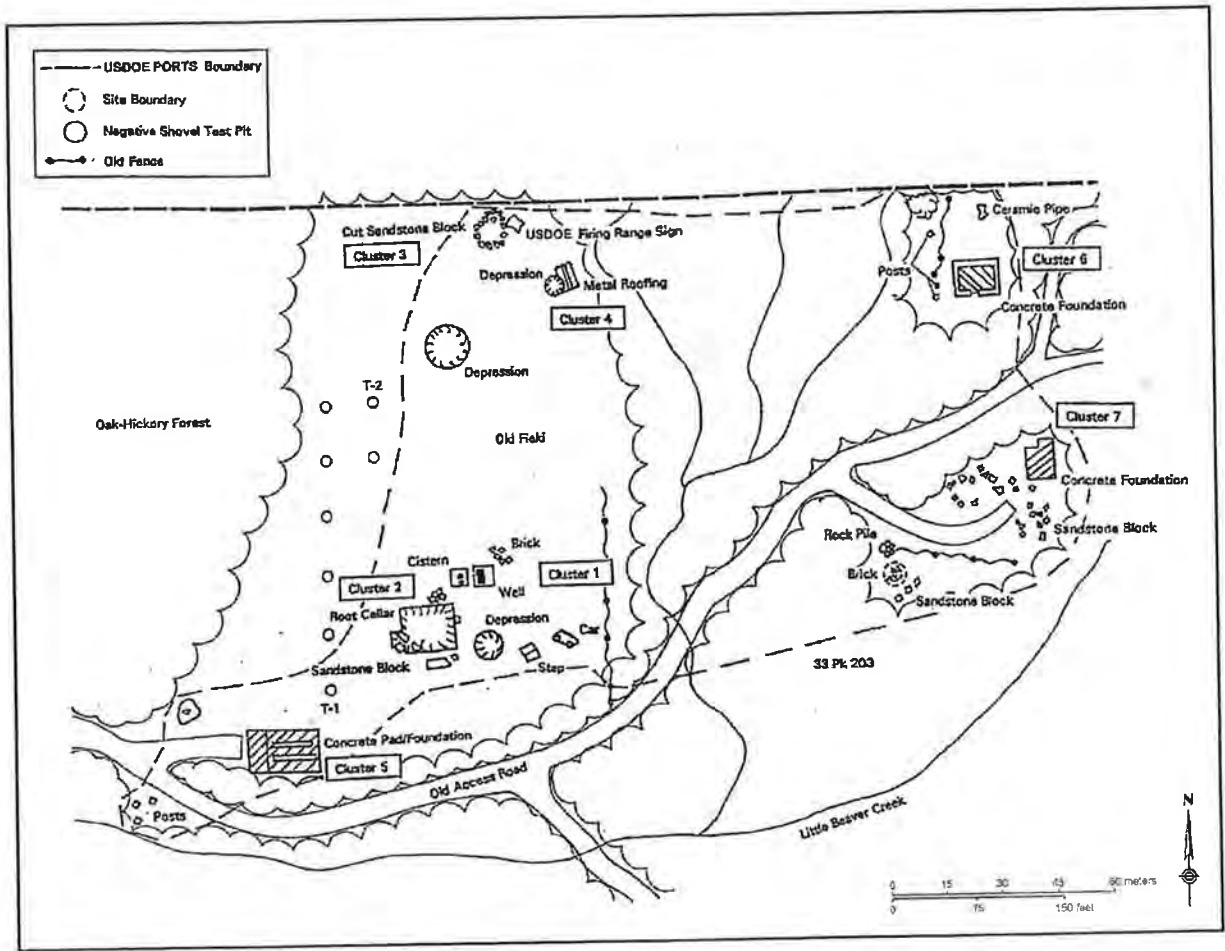 USDOE PORTS Boundary
Site Boundary
Negative Shovel Test Pit
Old Fence
Cut Sandstone Block
USDOE Firing Range Sign
Cluster 3
Depression
Metal Roofing
Cluster 4
Ceramic Pipe
Cluster 6
Posts
Concrete Foundation
Depression
T-2
Oak-Hickory Forest
Old Field
Cluster 7
Concrete Foundation
Sandstone Block
Rock Pile
Brick
Sandstone Block
Brick
Cistern
Cluster 1
Cluster 2
Well
Root Cellar
Depression
Car
Sandstone Block
Step
33 Pk 203
T-1
Concrete Pad/Foundation
Cluster 5
Old Access Road
Posts
Little Beaver Creek
N
0 15 30 45 60 meters
0 75 150 feet